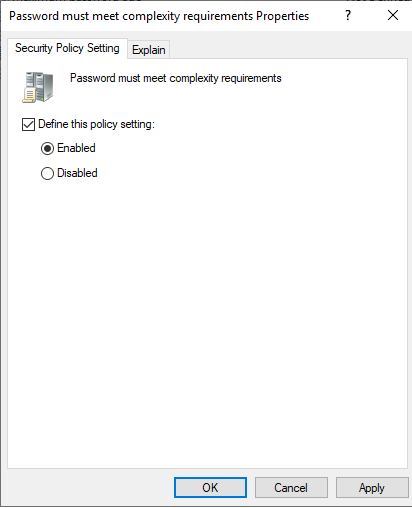 Password must meet complexity requirements Properties
?
Security Policy Setting
Explain
Password must meet complexity requirements
Define this policy setting:
Enabled
Disabled
OK
Cancel
Apply